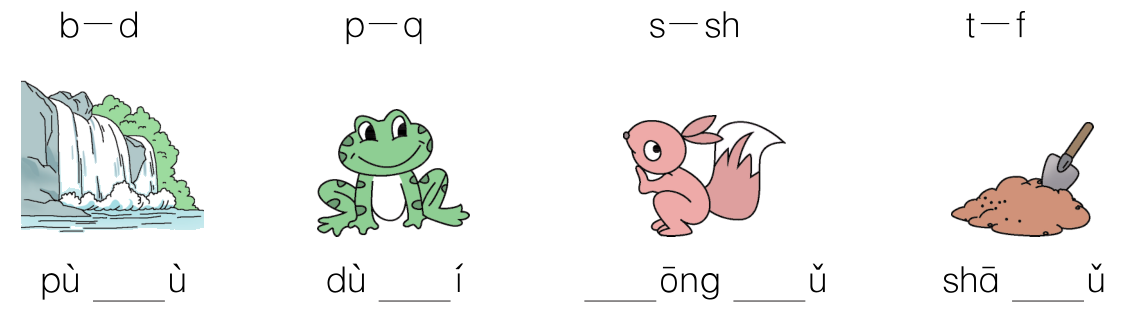 b—d p—q s—sh t—f
pù ____ù dù ____í ____ōng ____ǔ shā ____ǔ